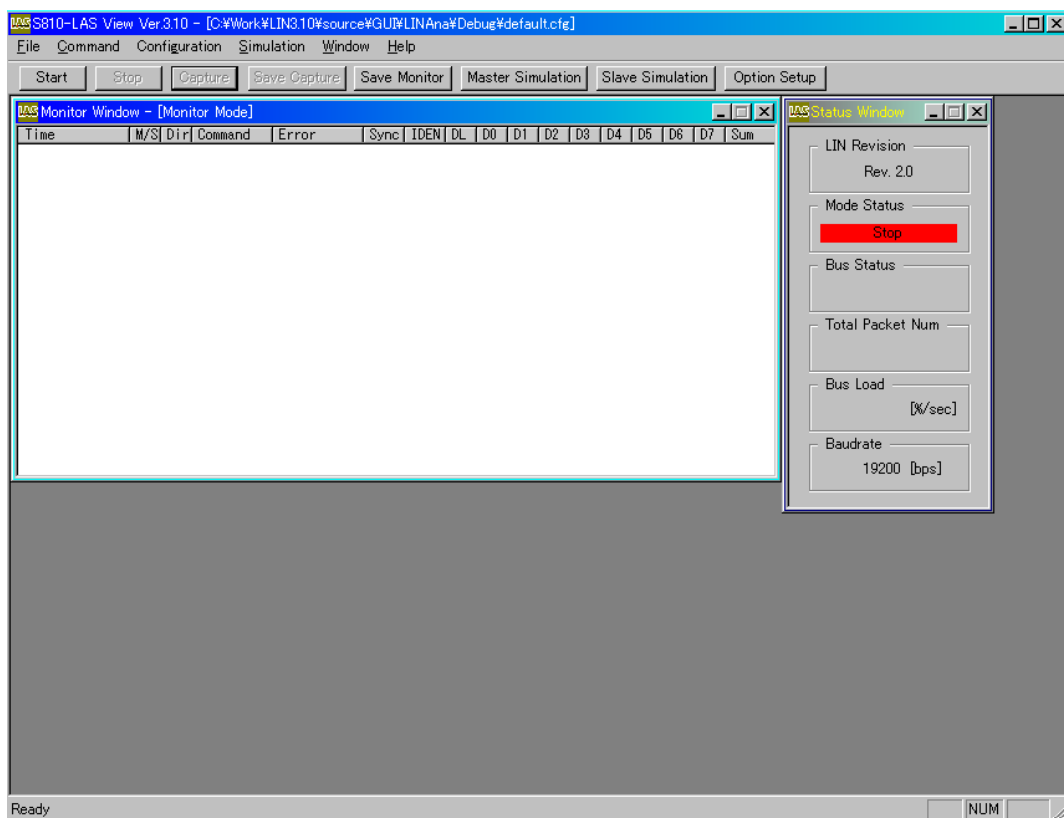 LAS S810-LAS View Ver.3.10 - [C:¥Work¥LIN3.10¥source¥GUI¥LINAna¥Debug¥default.cfg]
File Command Configuration Simulation Window Help
Start Stop Capture Save Capture Save Monitor Master Simulation Slave Simulation Option Setup
LAS Monitor Window - [Monitor Mode]
Time M/S Dir Command Error Sync IDEN DL D0 D1 D2 D3 D4 D5 D6 D7 Sum
LAS Status Window
LIN Revision
Rev. 2.0
Mode Status
Stop
Bus Status
Total Packet Num
Bus Load
[%/sec]
Baudrate
19200 [bps]
Ready
NUM